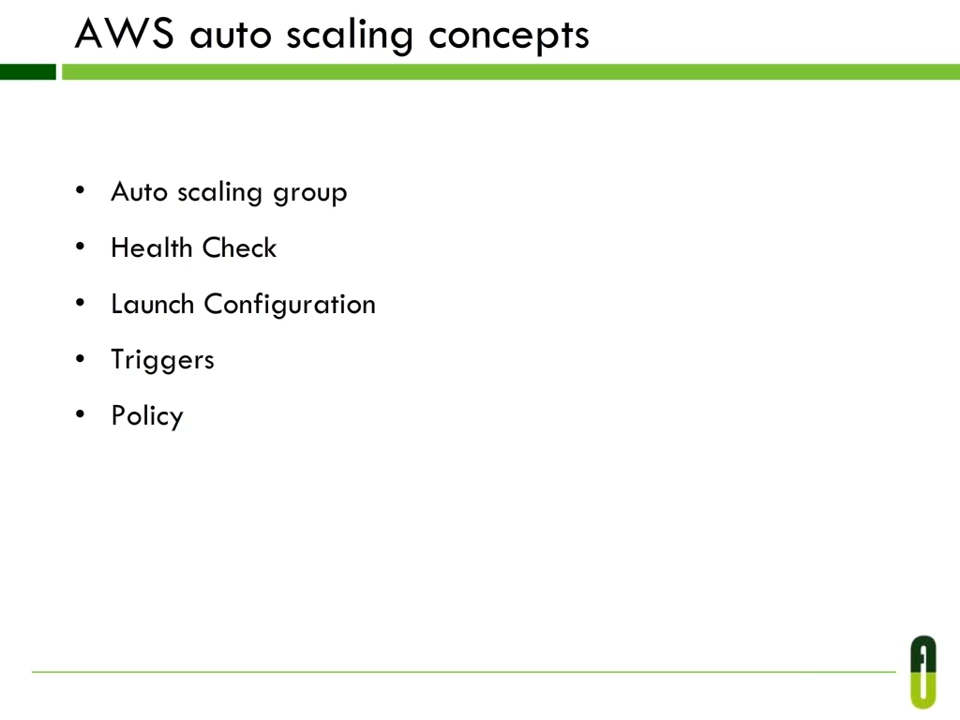 AWS auto scaling concepts
• Auto scaling group
• Health Check
• Launch Configuration
• Triggers
• Policy